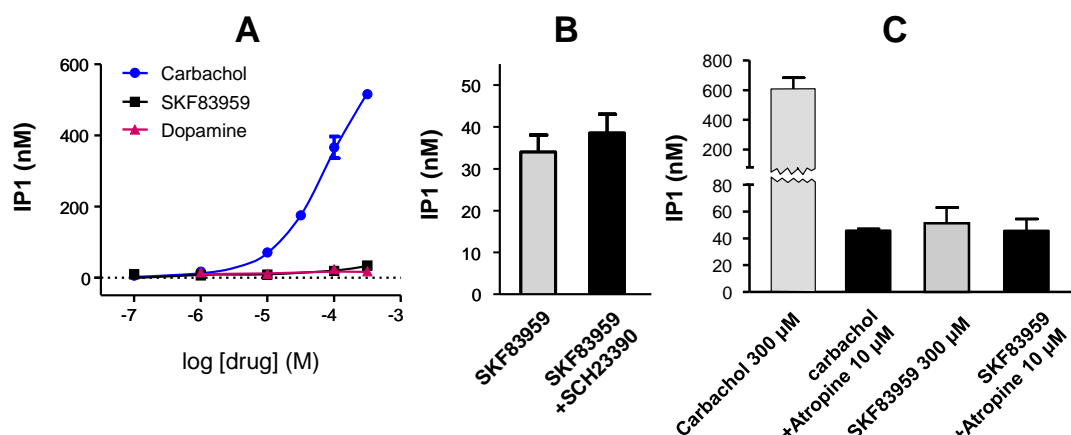 A
B
C
Carbachol
SKF83959
Dopamine
IP1 (nM)
600
400
200
0
-7
-6
-5
-4
-3
log [drug] (M)
IP1 (nM)
50
40
30
20
10
0
SKF83959
SKF83959
+SCH23390
IP1 (nM)
800
600
400
200
80
60
40
20
0
Carbachol 300 µM
carbachol
+Atropine 10 µM
SKF83959 300 µM
SKF83959
+Atropine 10 µM